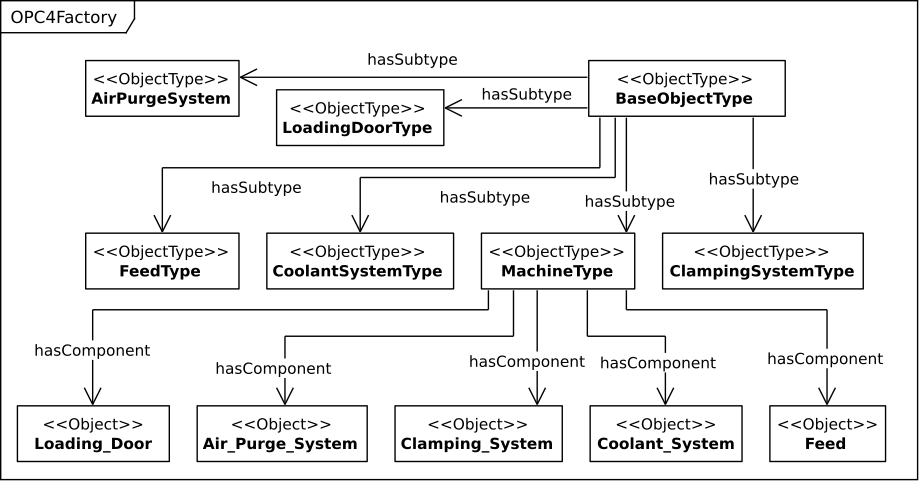 OPC4Factory
hasSubtype
<<ObjectType>>
AirPurgeSystem
<<ObjectType>>
BaseObjectType
hasSubtype
<<ObjectType>>
LoadingDoorType
hasSubtype
hasSubtype
hasSubtype
hasSubtype
<<ObjectType>>
FeedType
<<ObjectType>>
CoolantSystemType
<<ObjectType>>
MachineType
<<ObjectType>>
ClampingSystemType
hasComponent
hasComponent
hasComponent
hasComponent
hasComponent
<<Object>>
Loading_Door
<<Object>>
Air_Purge_System
<<Object>>
Clamping_System
<<Object>>
Coolant_System
<<Object>>
Feed